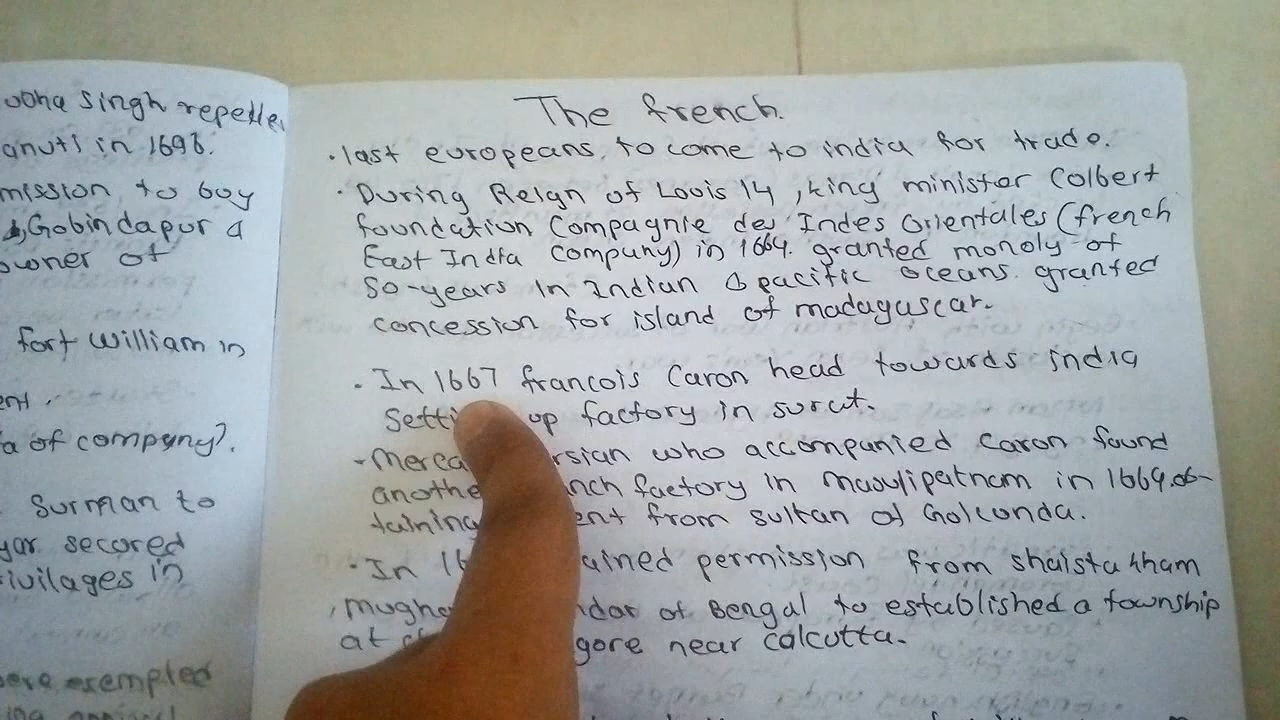 singh repelle
anuti in 1698.
mission to buy
Gobindapur &
owner of
fort william in
ent.
a of company).
Surman to
yar secured
ivilages in
ere exempted
The french.
· last europeans to come to india for trade.
· During Reign of Louis 14, king minister Colbert
foundation Compagnie des Indes Orientales (french
East India Company) in 1664. granted monoly of
50-years in Indian & pacific oceans. granted
concession for island of madagascar.
· In 1667 francois Caron head towards india
setti up factory in surat.
- Merca rsian who accompanied Caron found
anothe nch factory in Masulipatnam in 1669.ob-
taining ent from sultan of Golconda.
· In 16 ained permission from shaista kham
, mugha dar of Bengal to established a township
at gore near Calcutta.